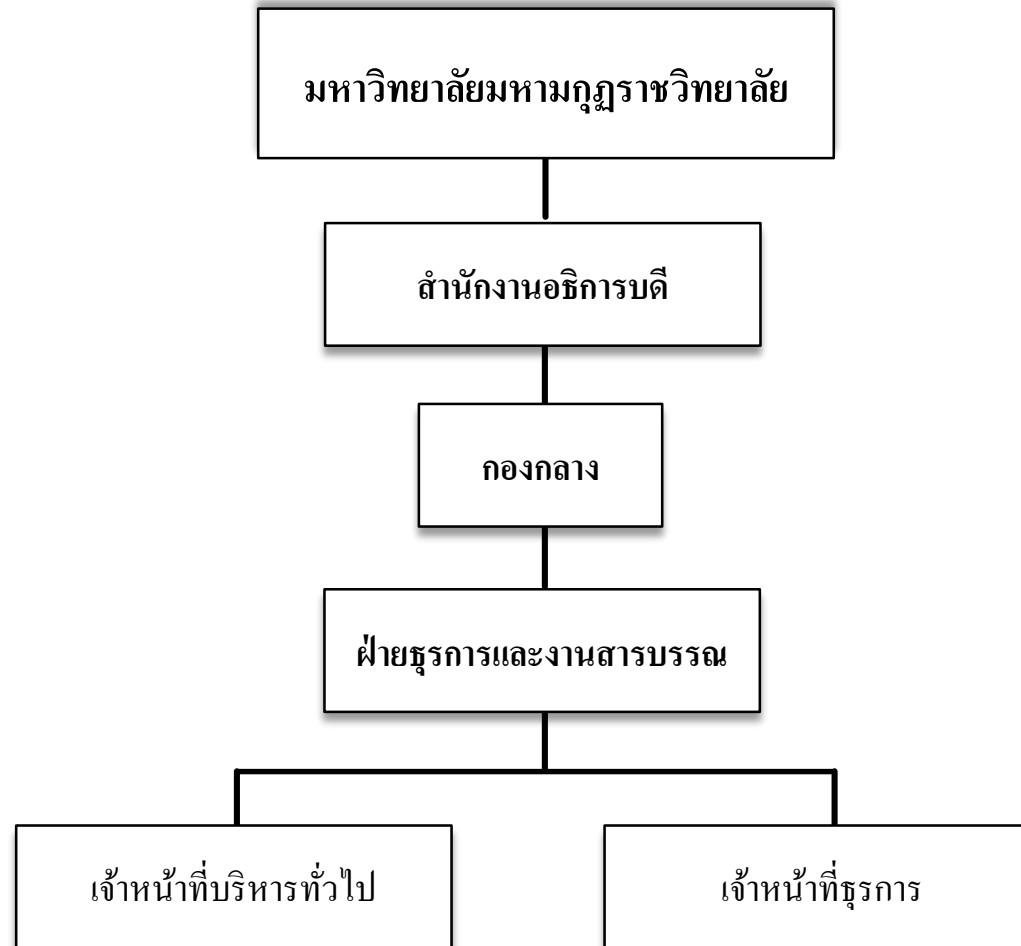 มหาวิทยาลัยมหามกุฏราชวิทยาลัย
สำนักงานอธิการบดี
กองกลาง
ฝ่ายธุรการและงานสารบรรณ
เจ้าหน้าที่บริหารทั่วไป
เจ้าหน้าที่ธุรการ